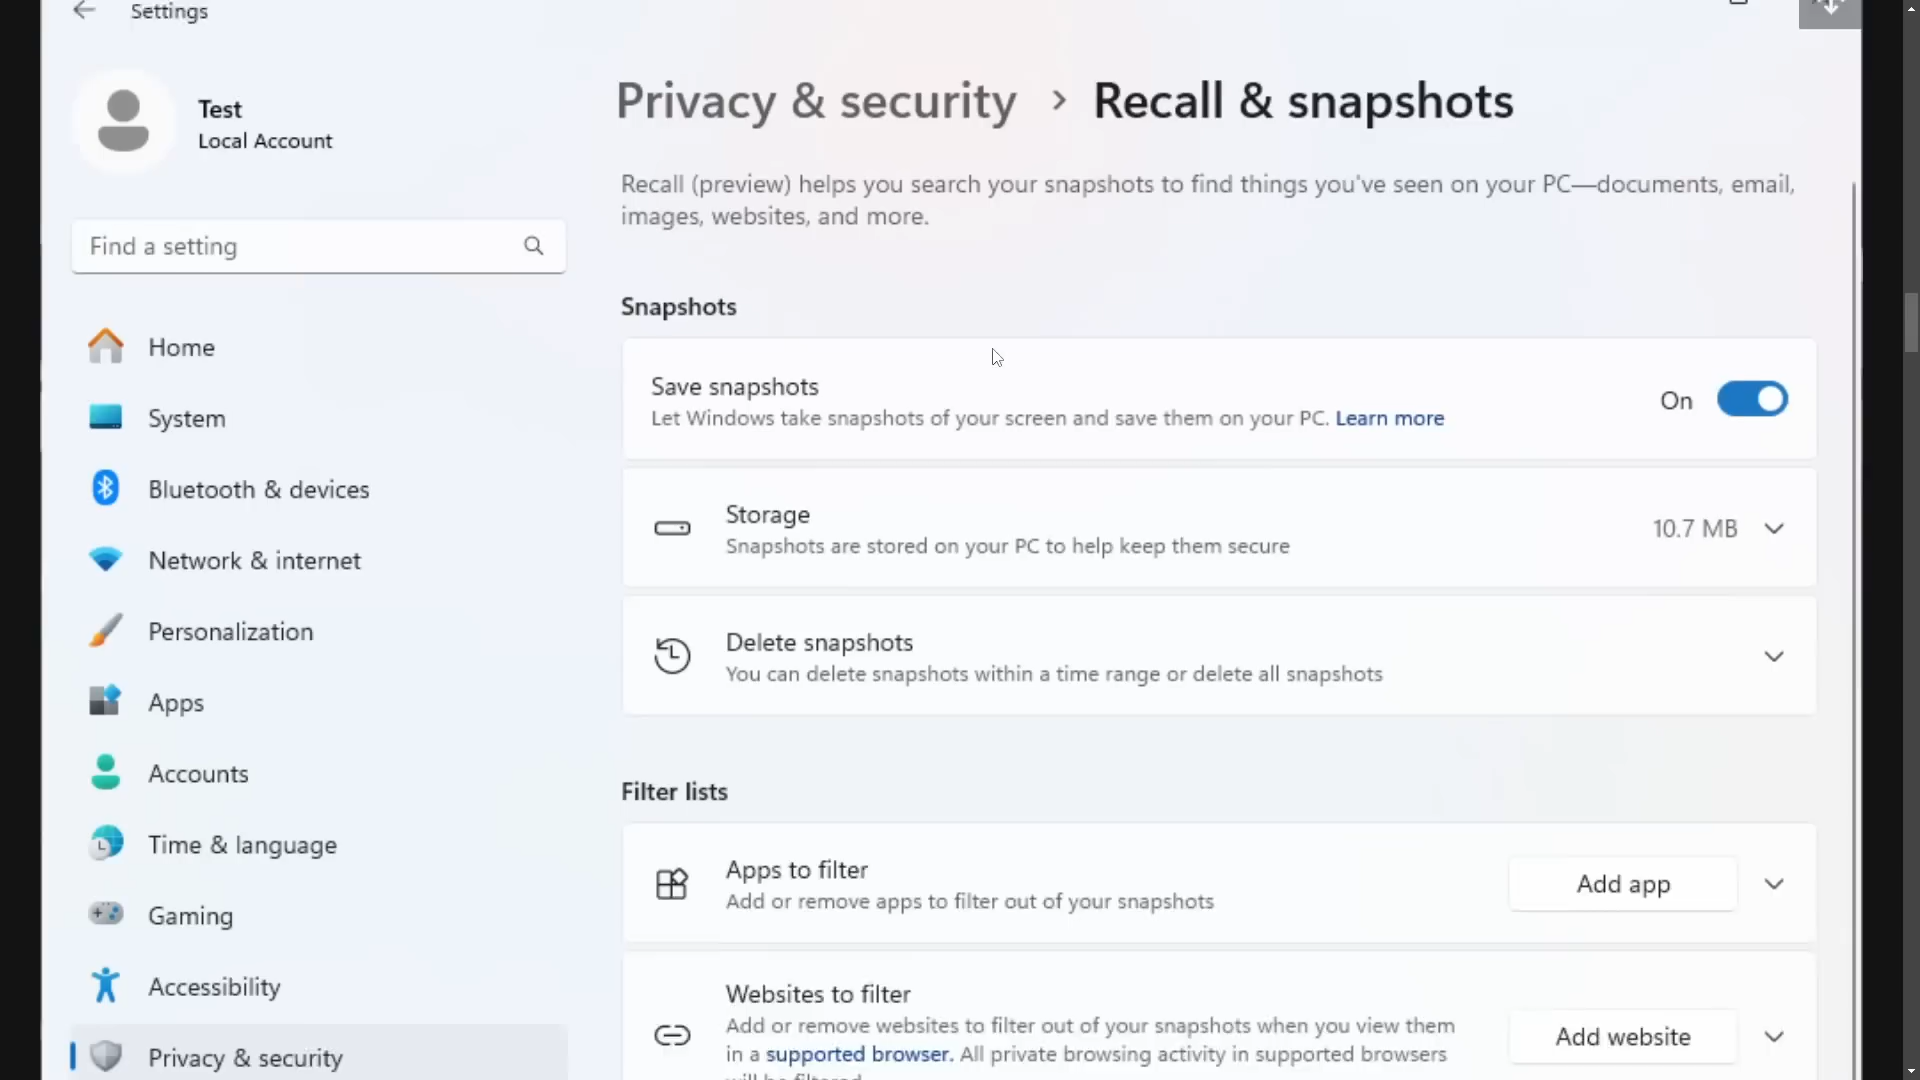 Settings
Test
Local Account
Find a setting
Home
System
Bluetooth & devices
Network & internet
Personalization
Apps
Accounts
Time & language
Gaming
Accessibility
Privacy & security
Privacy & security > Recall & snapshots
Recall (preview) helps you search your snapshots to find things you've seen on your PC—documents, email,
images, websites, and more.
Snapshots
Save snapshots
Let Windows take snapshots of your screen and save them on your PC. Learn more
On
Storage
Snapshots are stored on your PC to help keep them secure
10.7 MB
Delete snapshots
You can delete snapshots within a time range or delete all snapshots
Filter lists
Apps to filter
Add or remove apps to filter out of your snapshots
Add app
Websites to filter
Add or remove websites to filter out of your snapshots when you view them
in a supported browser. All private browsing activity in supported browsers
will be filtered
Add website